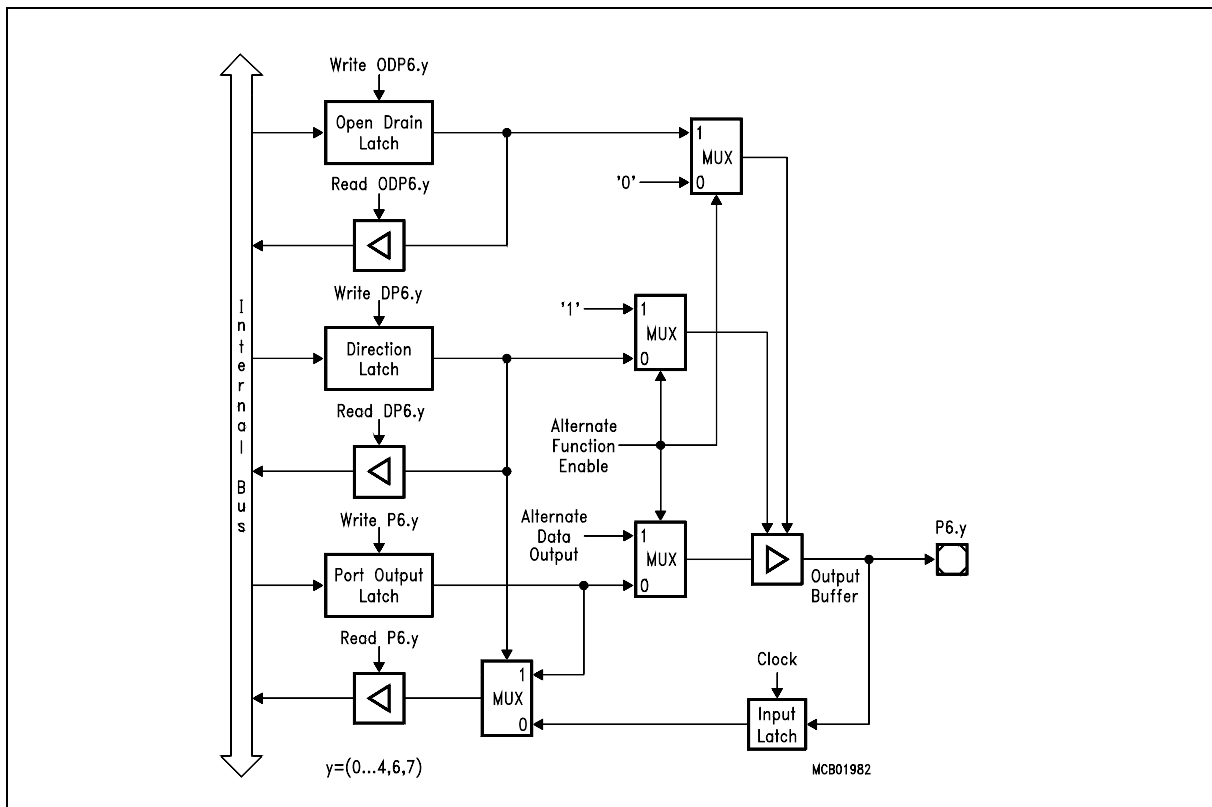 Write ODP6.y
Open Drain
Latch
1
MUX
0
'0'
Read ODP6.y
Write DP6.y
'1'
1
MUX
0
Direction
Latch
Internal Bus
Read DP6.y
Alternate
Function
Enable
Write P6.y
Alternate
Data
Output
1
MUX
0
P6.y
Port Output
Latch
Output
Buffer
Read P6.y
1
MUX
0
Clock
Input
Latch
y=(0...4,6,7)
MCB01982